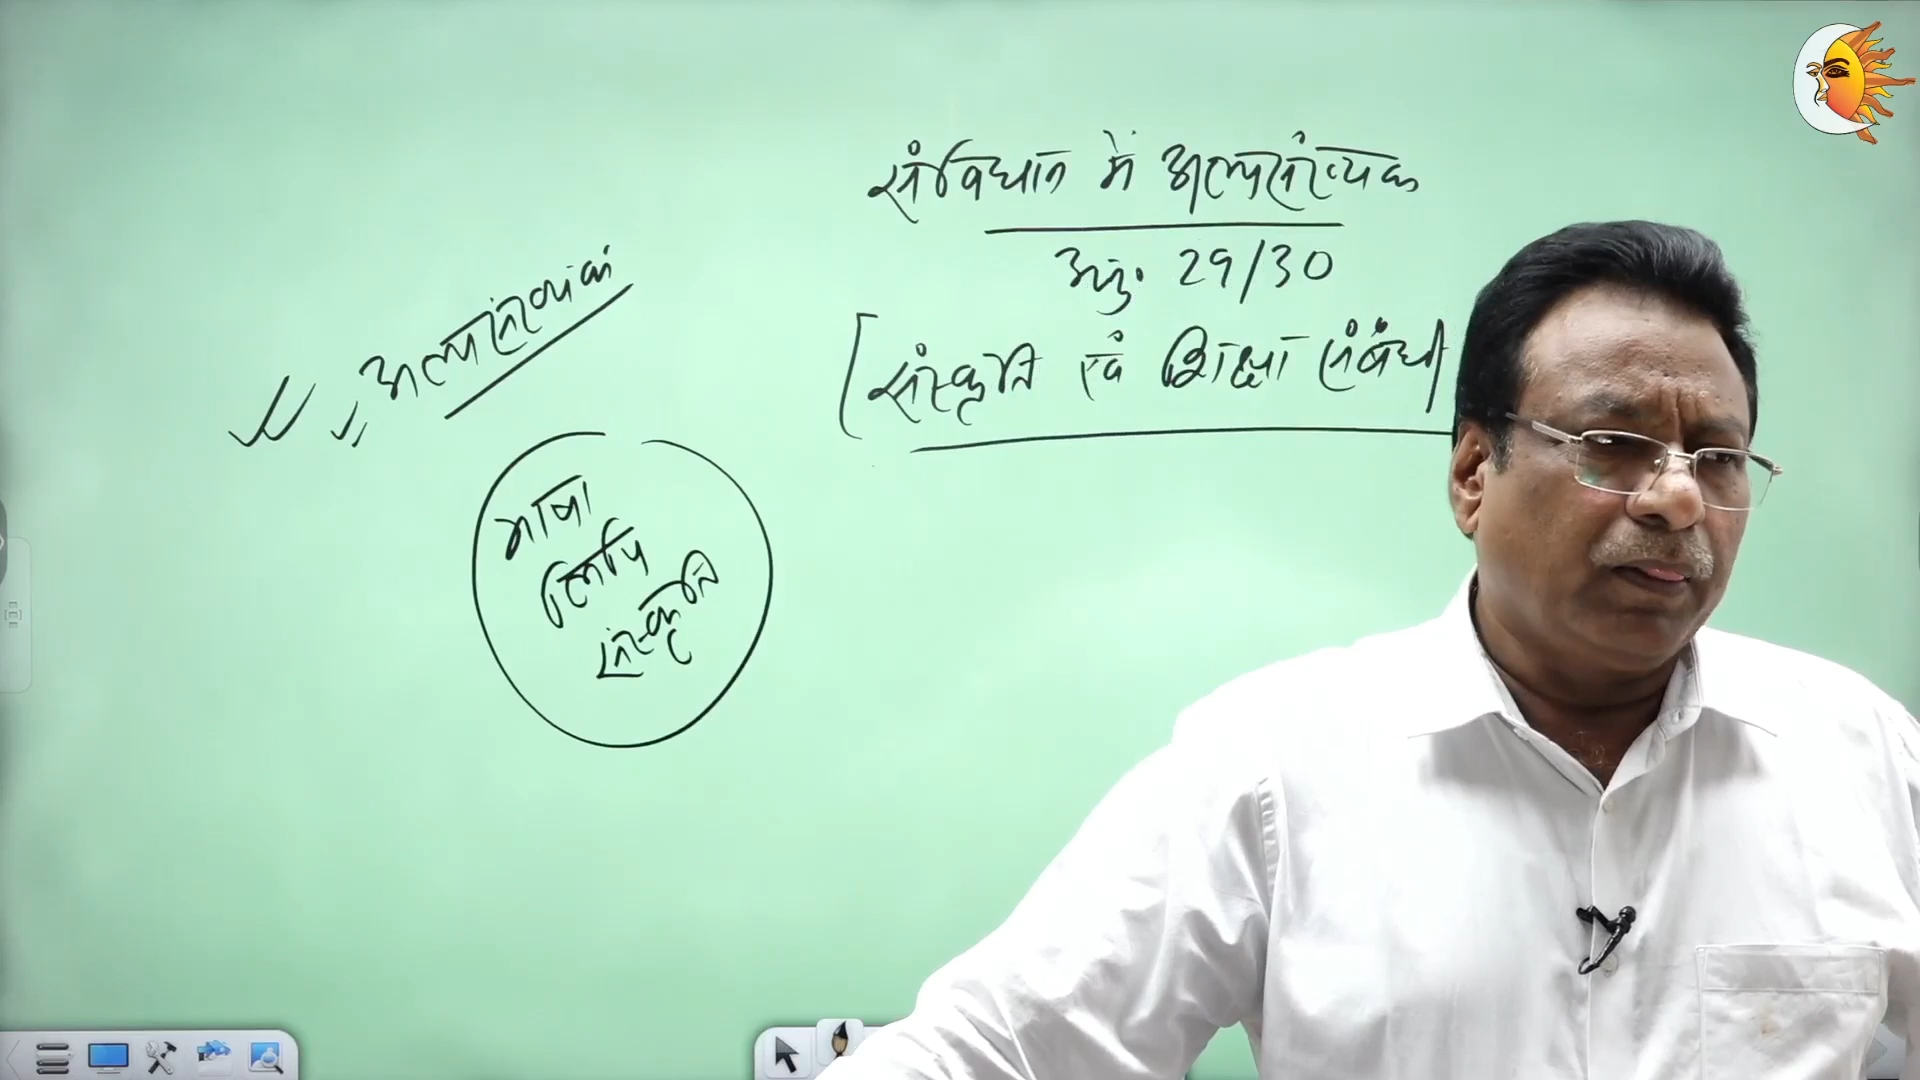 संविधान में अल्पसंख्यक
अनु. 29/30
[संस्कृति एवं शिक्षा संबंधी
अल्पसंख्यक
भाषा
लिपि
संस्कृति